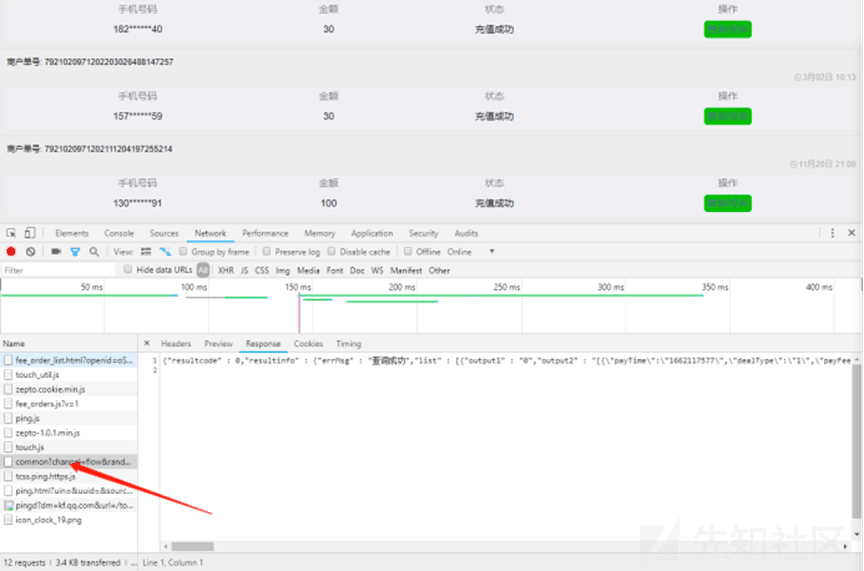 手机号码 金额 状态 操作
182******40 30 充值成功
商户单号: 7921020971202203026488147257
3月02日 10:13
手机号码 金额 状态 操作
157******59 30 充值成功
商户单号: 7921020971202111204197255214
11月20日 21:09
手机号码 金额 状态 操作
130******91 100 充值成功
Elements Console Sources Network Performance Memory Application Security Audits
View: Group by frame Preserve log Disable cache Offline Online
Filter Hide data URLs All XHR JS CSS Img Media Font Doc WS Manifest Other
50 ms 100 ms 150 ms 200 ms 250 ms 300 ms 350 ms 400 ms
Name Headers Preview Response Cookies Timing
fee_order_list.html?openid=oS...
1 {"resultcode" : 0,"resultinfo" : {"errMsg" : "查询成功","list" : [{"output1" : "0","output2" : "[{\"payTime\":\"1662117577\",\"dealType\":\"1\",\"payFee
2
touch_util.js
zepto.cookie.min.js
fee_orders.js?v=1
ping.js
zepto-1.0.1.min.js
touch.js
common?channel=flow&rand...
tcss.ping.https.js
ping.html?uin=&uuid=&sourc...
pingd?dm=kf.qq.com&url=/to...
icon_clock_19.png
12 requests | 3.4 KB transferred | ... Line 1, Column 1
先知社区